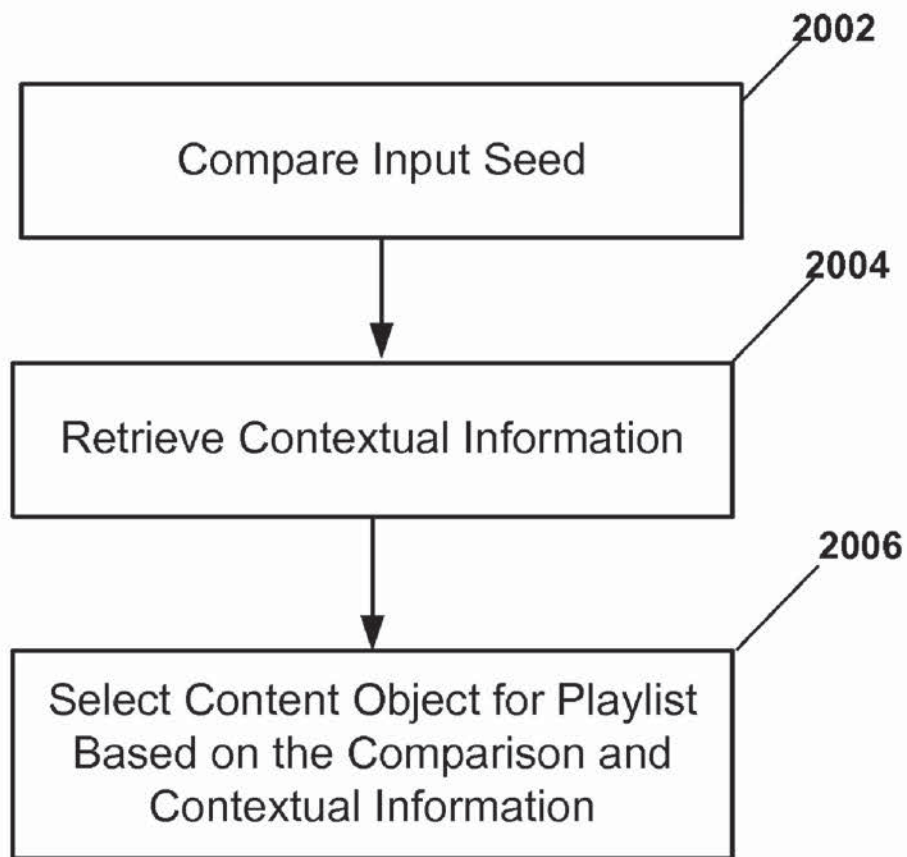 2002
Compare Input Seed
2004
Retrieve Contextual Information
2006
Select Content Object for Playlist
Based on the Comparison and
Contextual Information